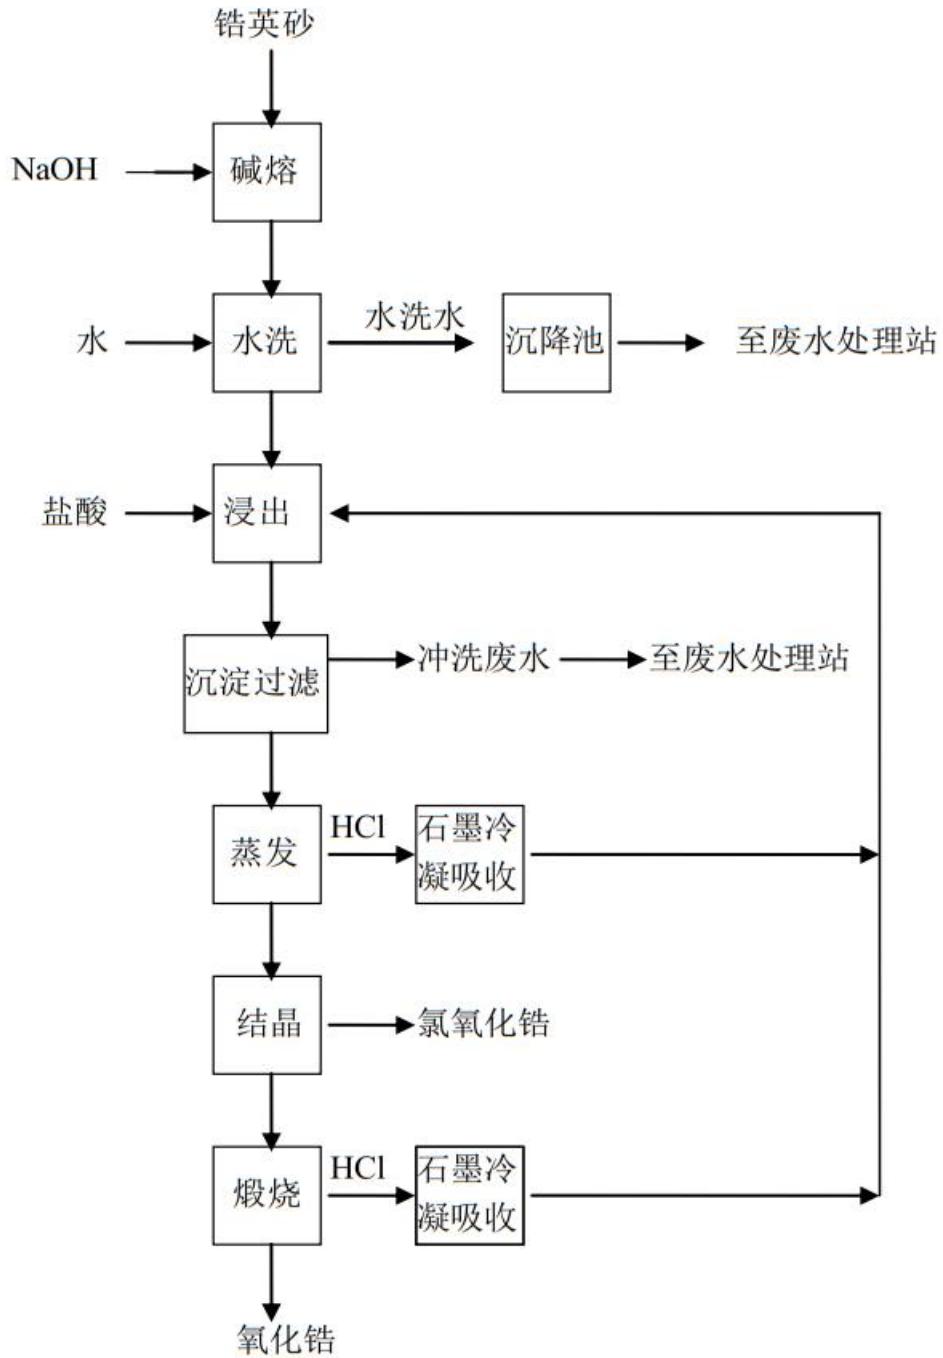 锆英砂
NaOH
碱熔
水
水洗
水洗水
沉降池
至废水处理站
盐酸
浸出
沉淀过滤
冲洗废水
至废水处理站
蒸发
HCl
石墨冷
凝吸收
结晶
氯氧化锆
煅烧
HCl
石墨冷
凝吸收
氧化锆